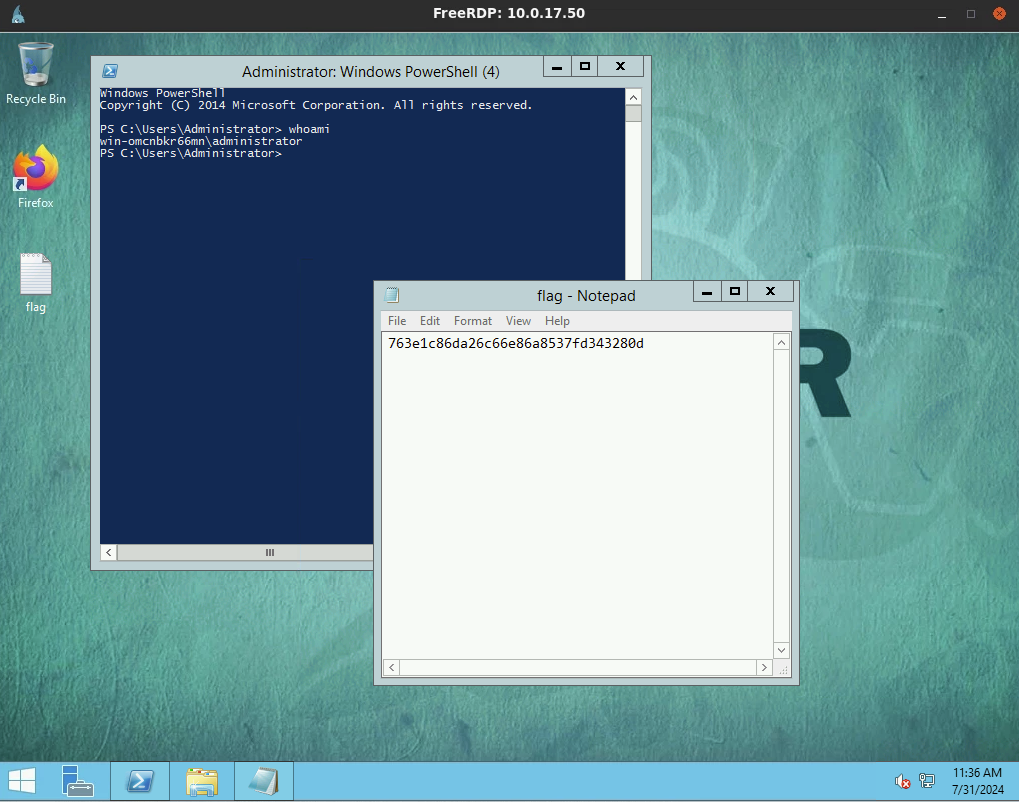 FreeRDP: 10.0.17.50
Recycle Bin
Firefox
flag
Administrator: Windows PowerShell (4)
Windows PowerShell
Copyright (C) 2014 Microsoft Corporation. All rights reserved.
PS C:\Users\Administrator> whoami
win-omcnbkr66mn\administrator
PS C:\Users\Administrator>
flag - Notepad
File Edit Format View Help
763e1c86da26c66e86a8537fd343280d
R
11:36 AM
7/31/2024